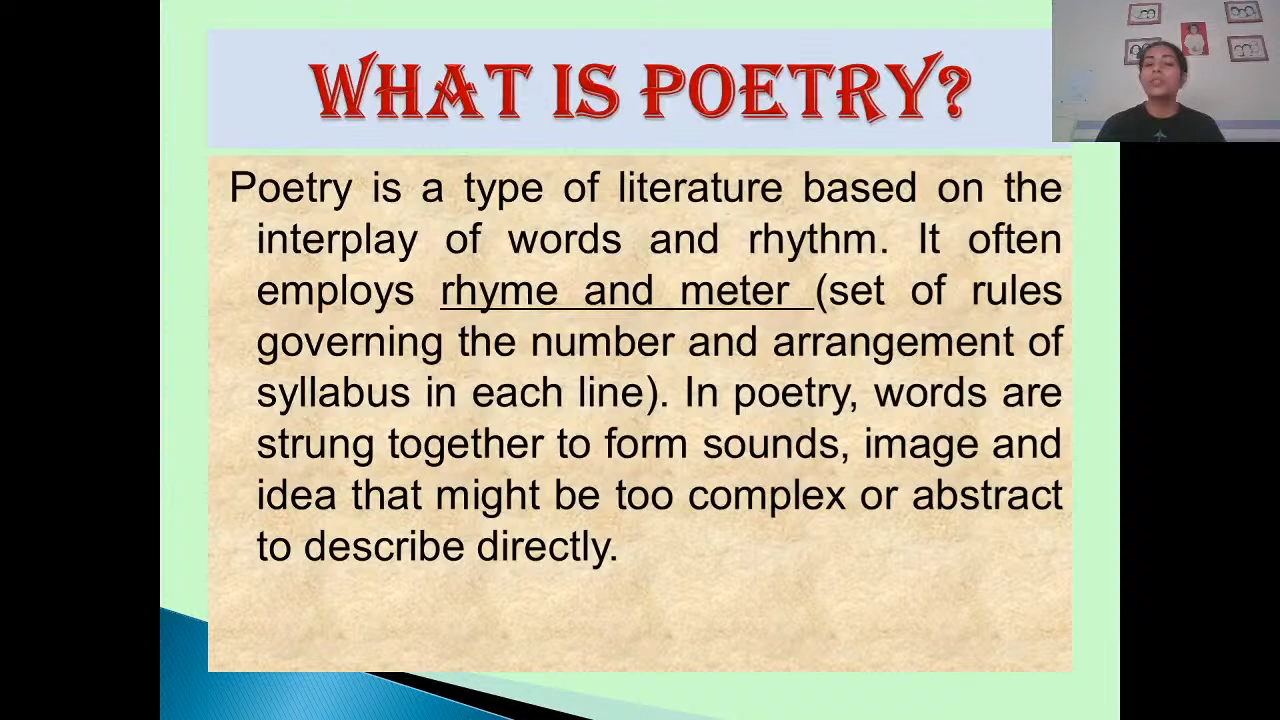 WHAT IS POETRY?
Poetry is a type of literature based on the
interplay of words and rhythm. It often
employs rhyme and meter (set of rules
governing the number and arrangement of
syllabus in each line). In poetry, words are
strung together to form sounds, image and
idea that might be too complex or abstract
to describe directly.